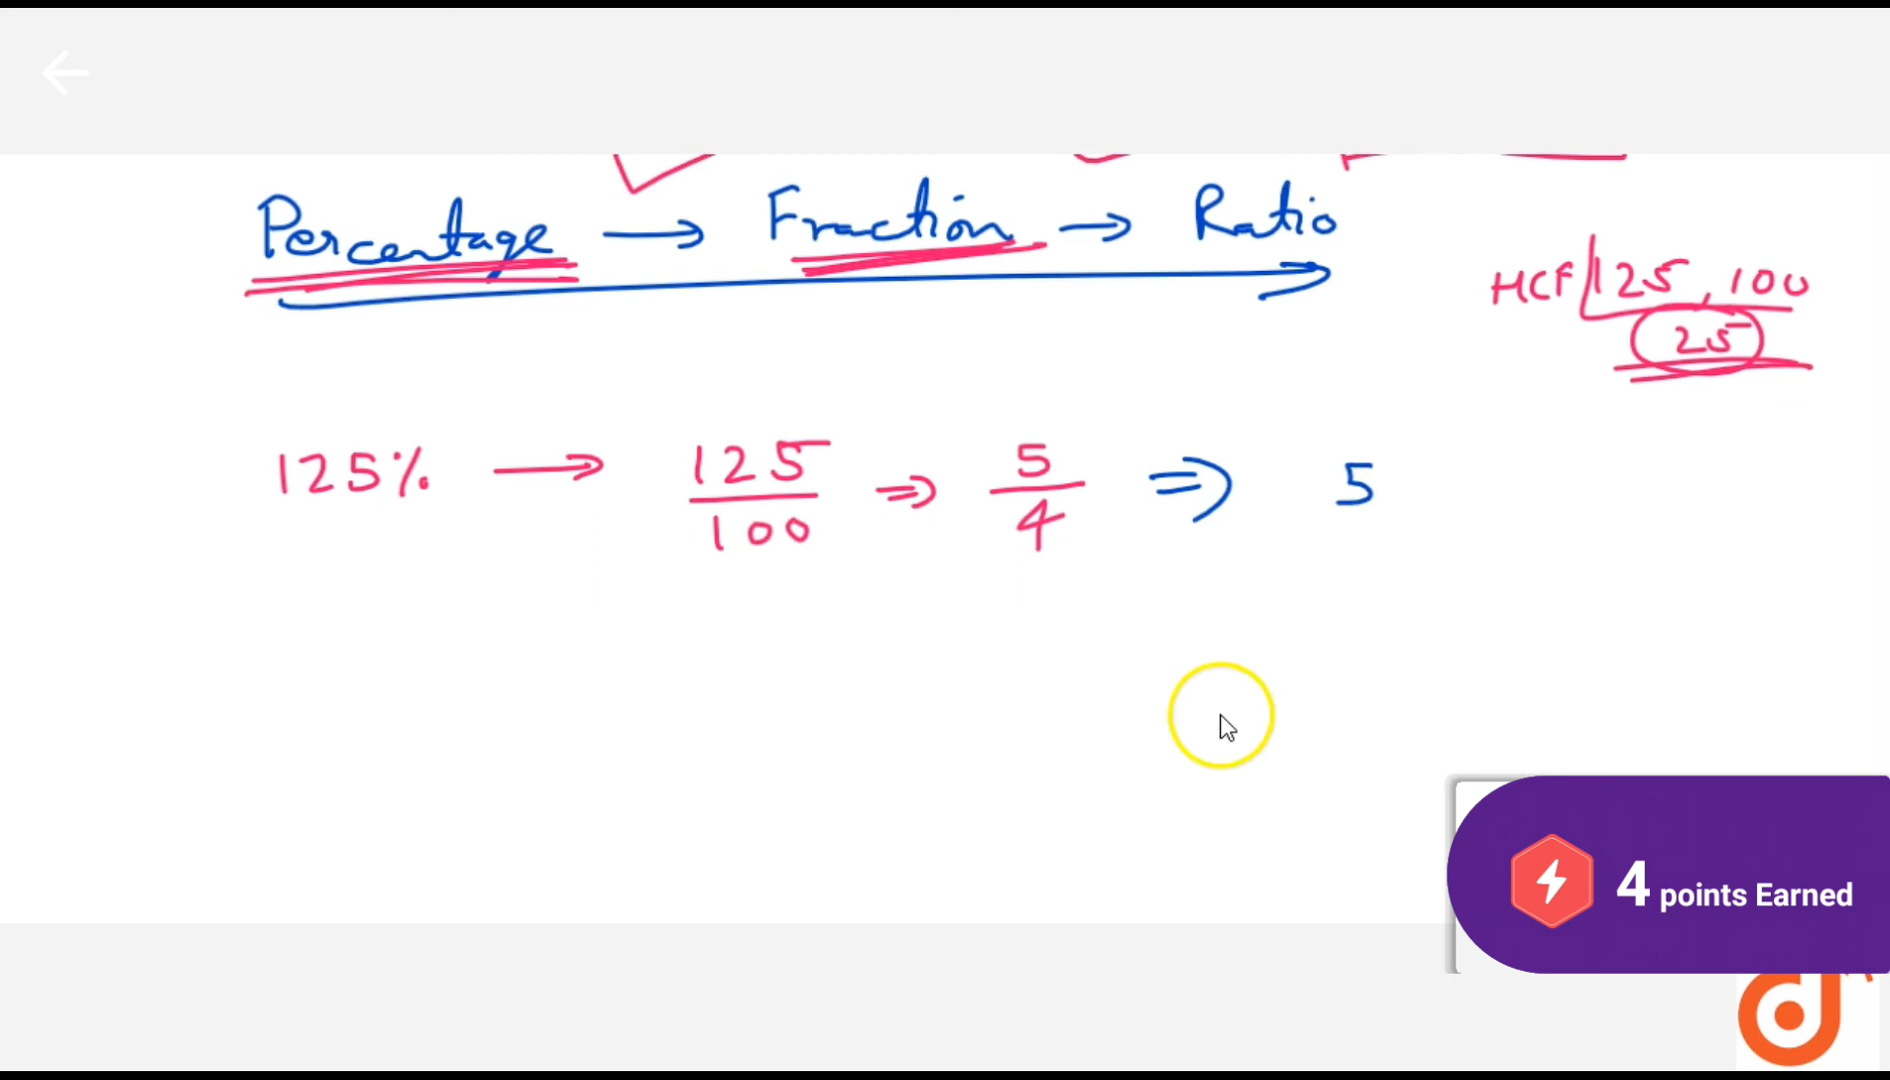 Percentage → Fraction → Ratio
HCF 125, 100
25
125% → 125/100 ⇒ 5/4 ⇒ 5
4 points Earned